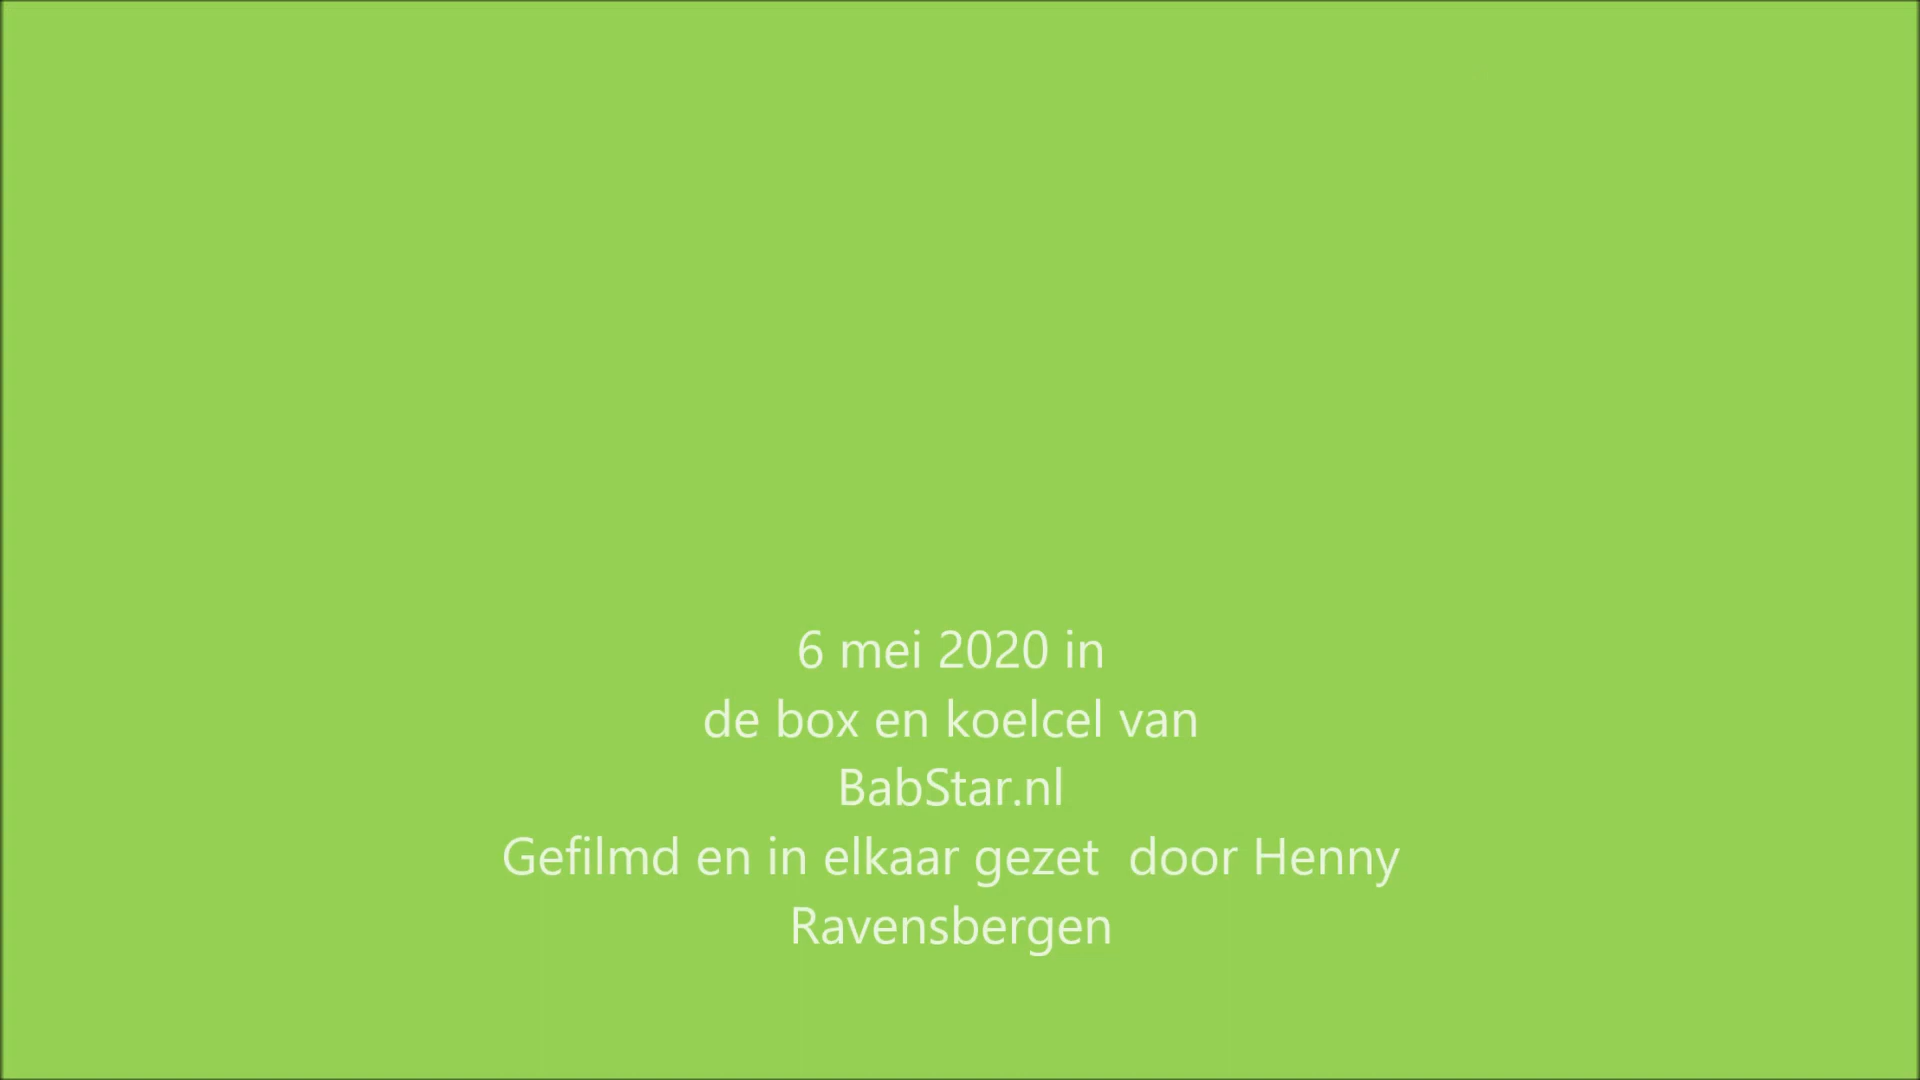 6 mei 2020 in
de box en koelcel van
BabStar.nl
Gefilmd en in elkaar gezet  door Henny
Ravensbergen